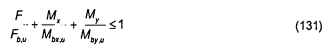 F/F_{b,u} + M_x/M_{bx,u} + M_y/M_{by,u} ≤ 1 (131)